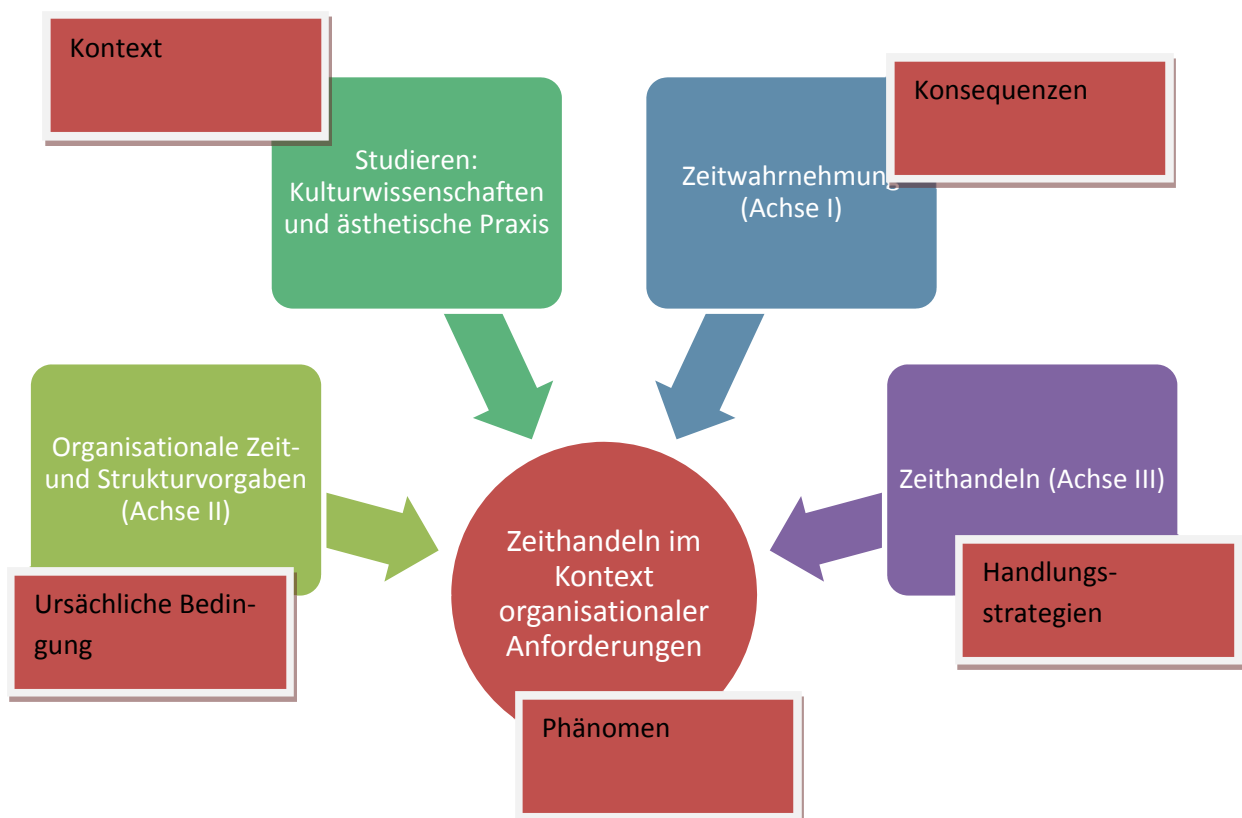 Kontext
Konsequenzen
Studieren:
Kulturwissenschaften
und ästhetische Praxis
Zeitwahrnehmung
(Achse I)
Organisationale Zeit-
und Strukturvorgaben
(Achse II)
Zeithandeln (Achse III)
Ursächliche Bedin-
gung
Zeithandeln im
Kontext
organisationaler
Anforderungen
Handlungs-
strategien
Phänomen